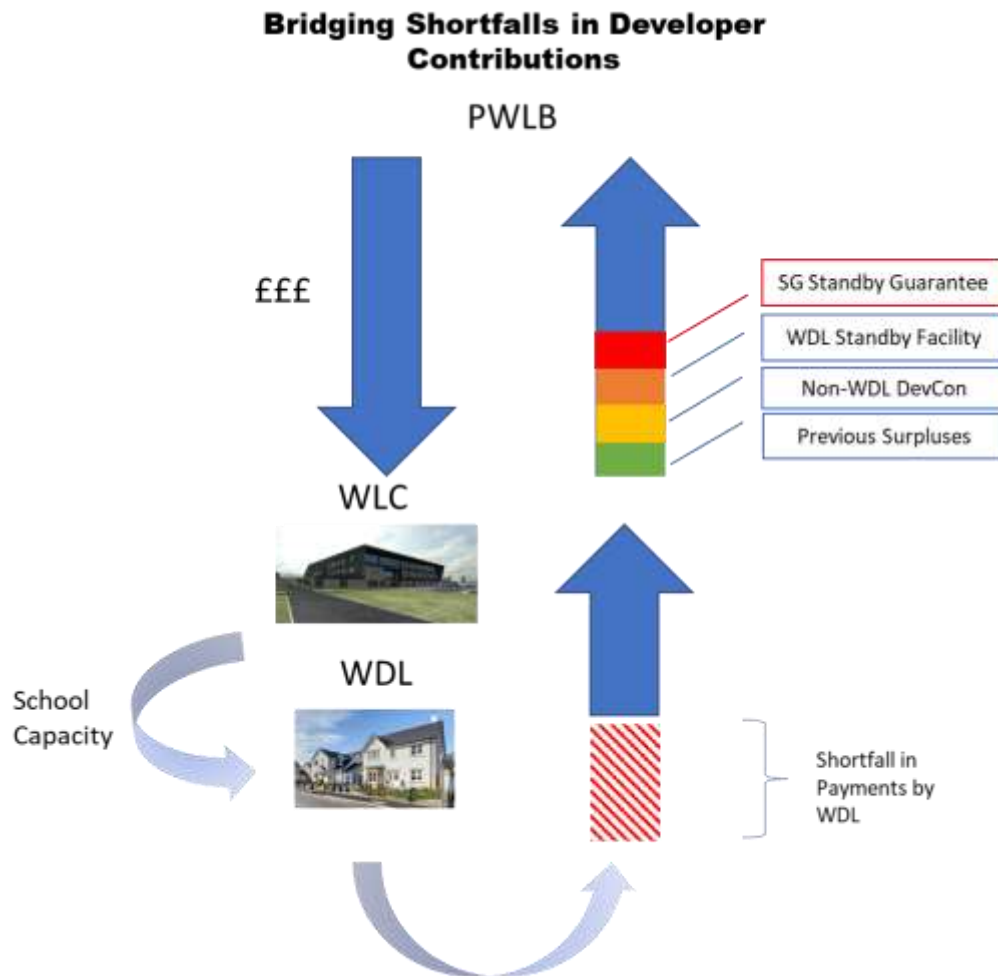 Bridging Shortfalls in Developer
Contributions
PWLB
£££
SG Standby Guarantee
WDL Standby Facility
Non-WDL DevCon
Previous Surpluses
WLC
WDL
School
Capacity
Shortfall in
Payments by
WDL